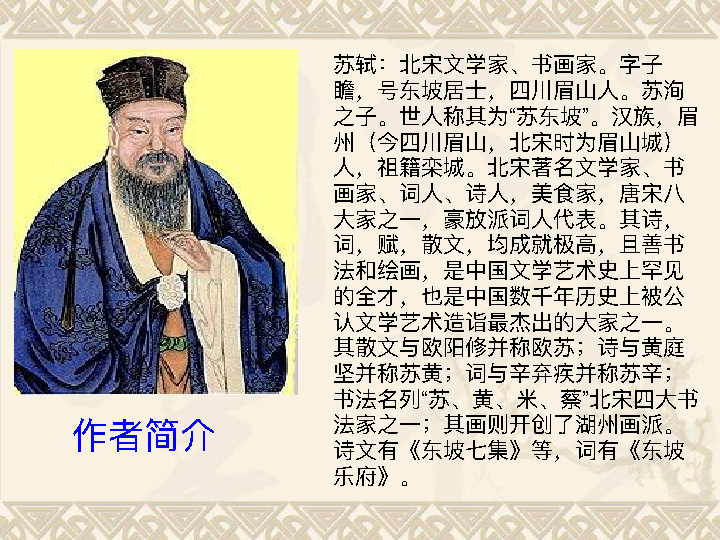 苏轼：北宋文学家、书画家。字子
瞻，号东坡居士，四川眉山人。苏洵
之子。世人称其为“苏东坡”。汉族，眉
州（今四川眉山，北宋时为眉山城）
人，祖籍栾城。北宋著名文学家、书
画家、词人、诗人，美食家，唐宋八
大家之一，豪放派词人代表。其诗，
词，赋，散文，均成就极高，且善书
法和绘画，是中国文学艺术史上罕见
的全才，也是中国数千年历史上被公
认文学艺术造诣最杰出的大家之一。
其散文与欧阳修并称欧苏；诗与黄庭
坚并称苏黄；词与辛弃疾并称苏辛；
书法名列“苏、黄、米、蔡”北宋四大书
法家之一；其画则开创了湖州画派。
诗文有《东坡七集》等，词有《东坡
乐府》。
作者简介